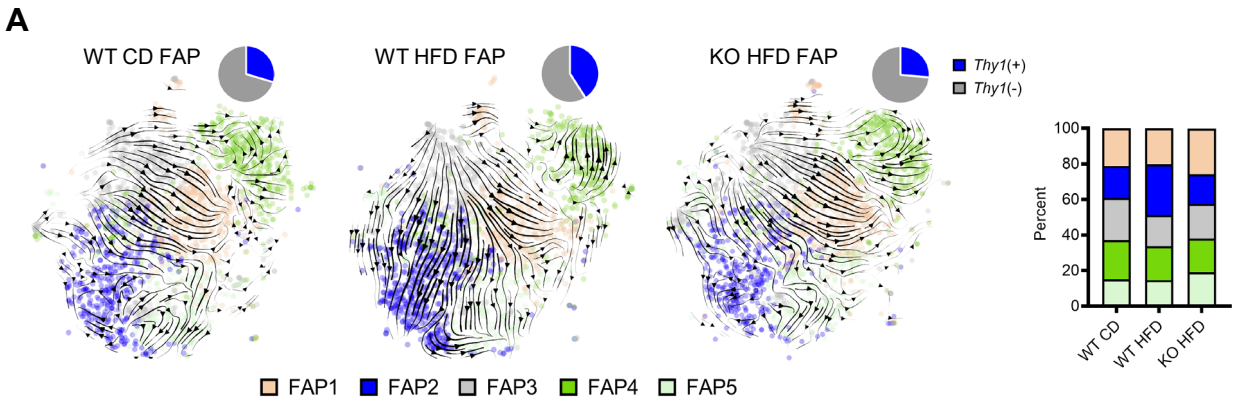 A
WT CD FAP
WT HFD FAP
KO HFD FAP
Thy1(+)
Thy1(-)
100
80
60
40
20
0
Percent
WT CD
WT HFD
KO HFD
FAP1
FAP2
FAP3
FAP4
FAP5